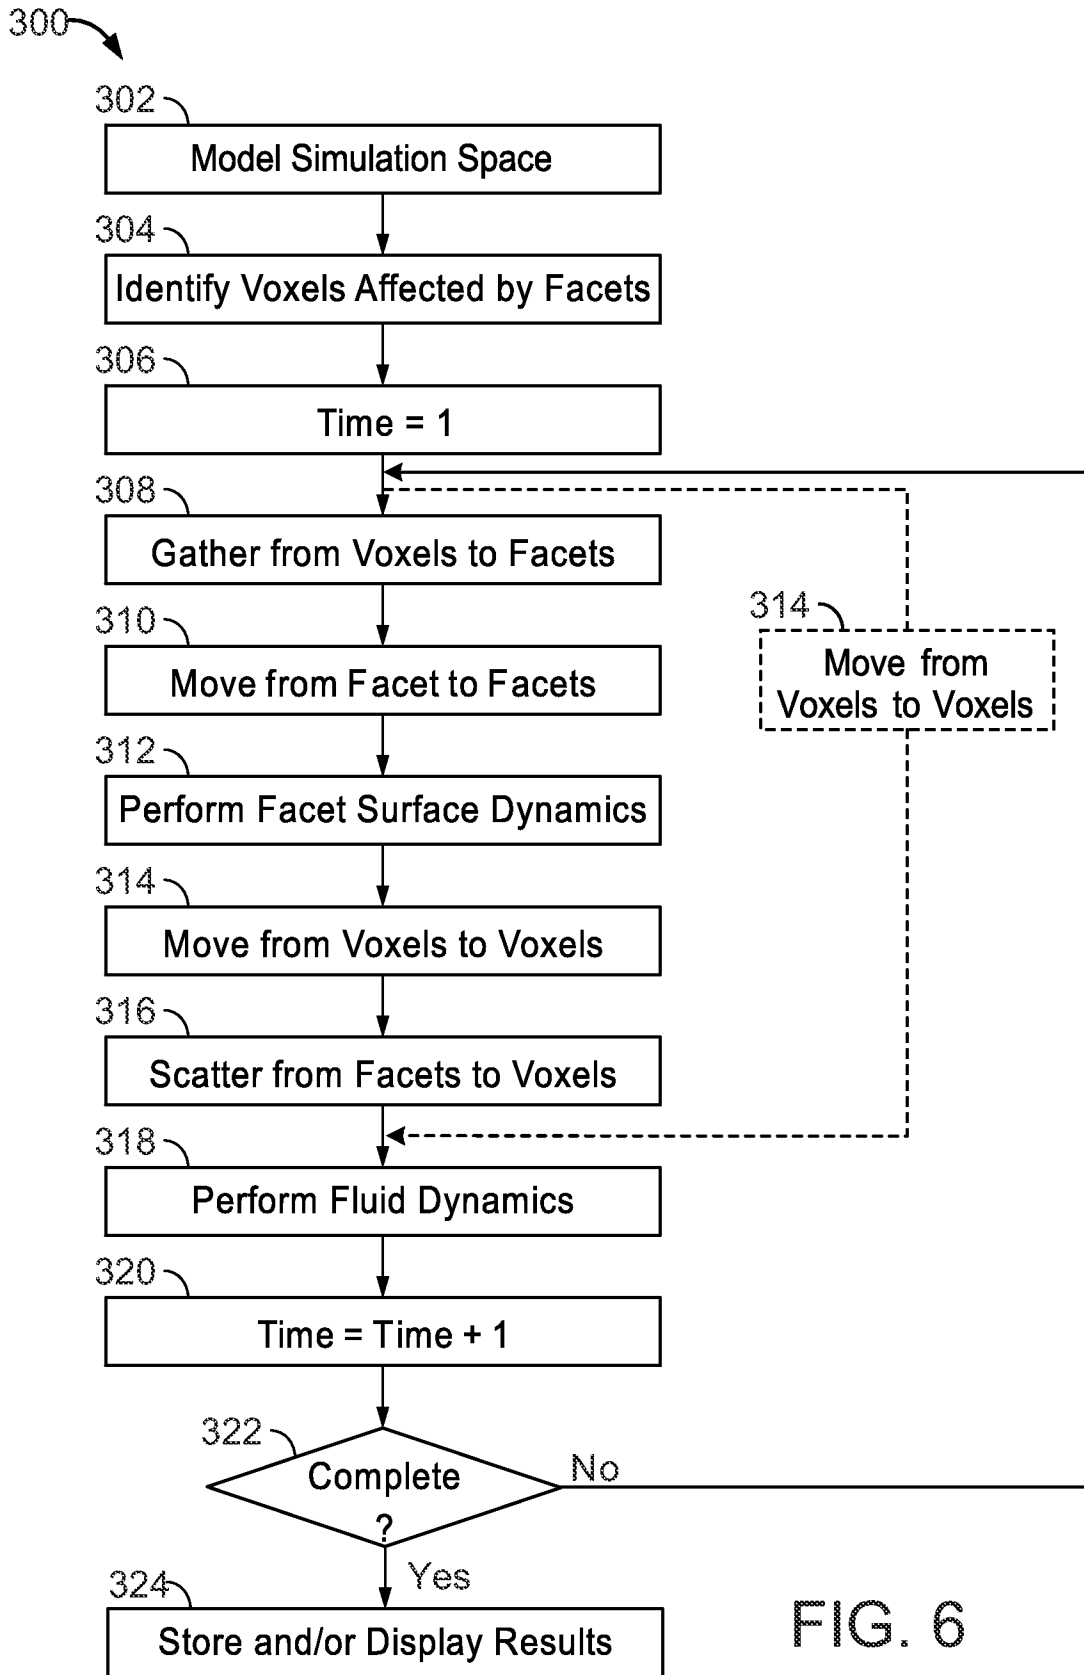 300
302
Model Simulation Space
304
Identify Voxels Affected by Facets
306
Time = 1
308
Gather from Voxels to Facets
310
Move from Facet to Facets
314
Move from
Voxels to Voxels
312
Perform Facet Surface Dynamics
314
Move from Voxels to Voxels
316
Scatter from Facets to Voxels
318
Perform Fluid Dynamics
320
Time = Time + 1
322
Complete
?
No
Yes
324
Store and/or Display Results
FIG. 6